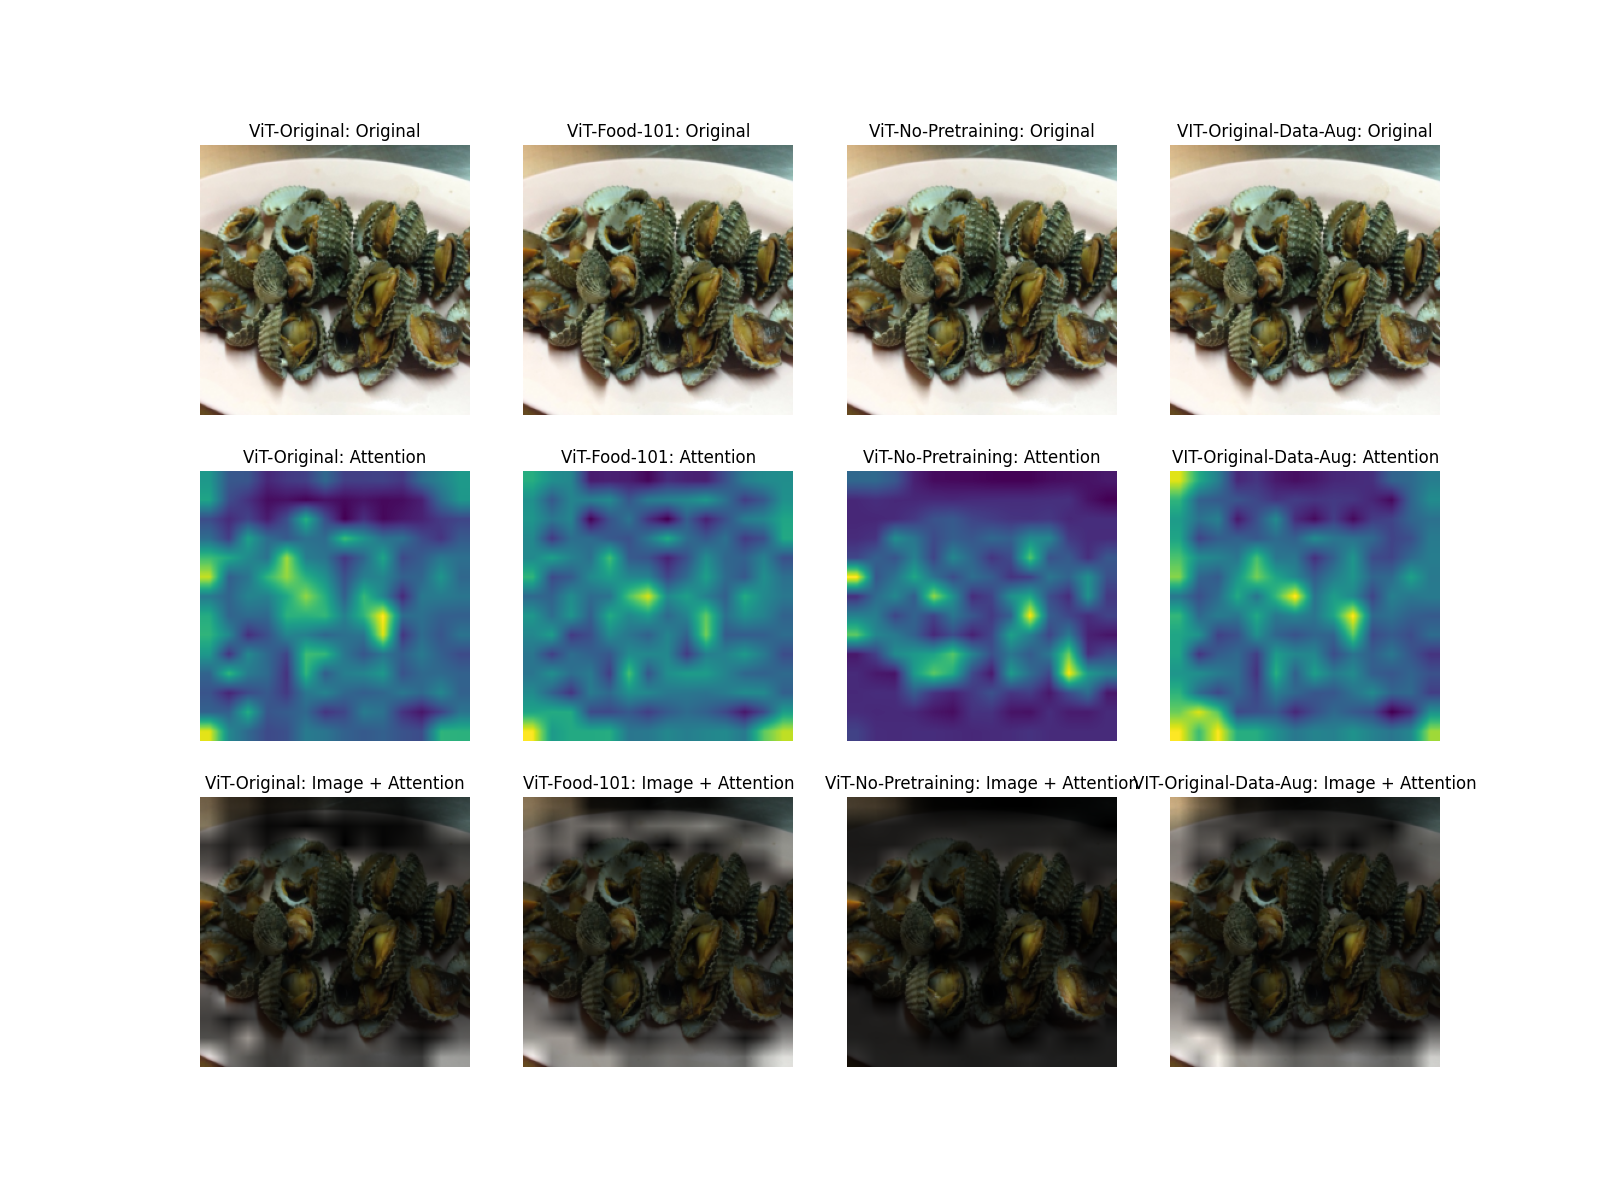 ViT-Original: Original
ViT-Food-101: Original
ViT-No-Pretraining: Original
VIT-Original-Data-Aug: Original
ViT-Original: Attention
ViT-Food-101: Attention
ViT-No-Pretraining: Attention
VIT-Original-Data-Aug: Attention
ViT-Original: Image + Attention
ViT-Food-101: Image + Attention
ViT-No-Pretraining: Image + Attention
VIT-Original-Data-Aug: Image + Attention